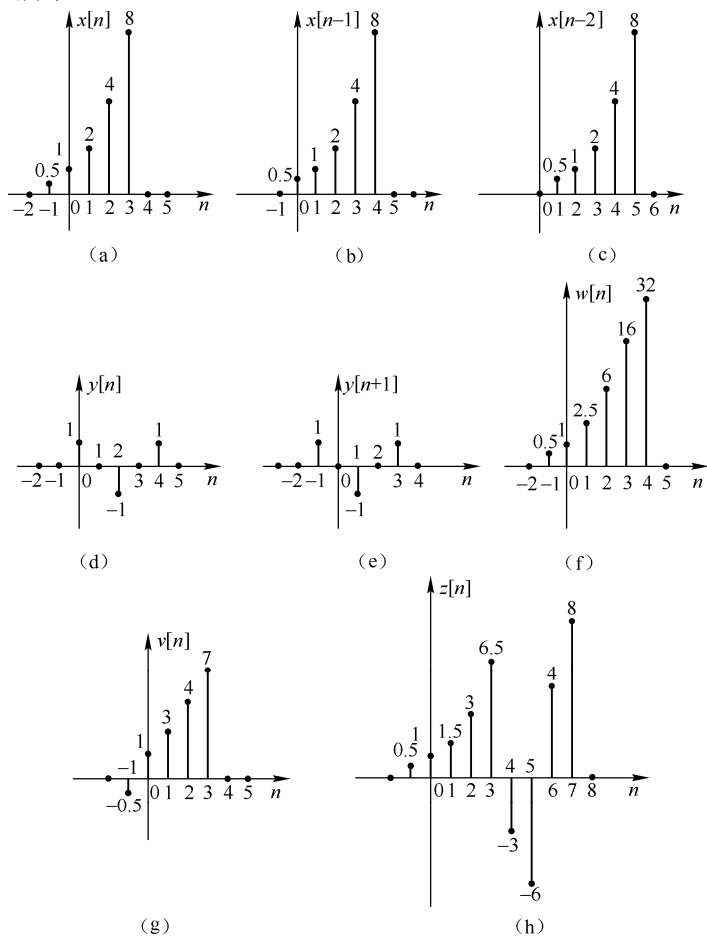 x[n]
8
4
2
1
0.5
−2 −1 0 1 2 3 4 5 n
(a)
x[n−1]
8
4
2
1
0.5
−1 0 1 2 3 4 5 n
(b)
x[n−2]
8
4
2
1
0.5
0 1 2 3 4 5 6 n
(c)
y[n]
1 1 2 1
−2 −1 0 3 4 5 n
−1
(d)
y[n+1]
1 1 1
−2 −1 0 2 3 4 n
−1
(e)
w[n]
32
16
6
2.5
1
0.5
−2 −1 0 1 2 3 4 5 n
(f)
v[n]
7
4
3
1
−1
0 1 2 3 4 5 n
−0.5
(g)
z[n]
8
6.5
4
3
1.5
1
0.5
4 5
0 1 2 3 6 7 8 n
−3
−6
(h)